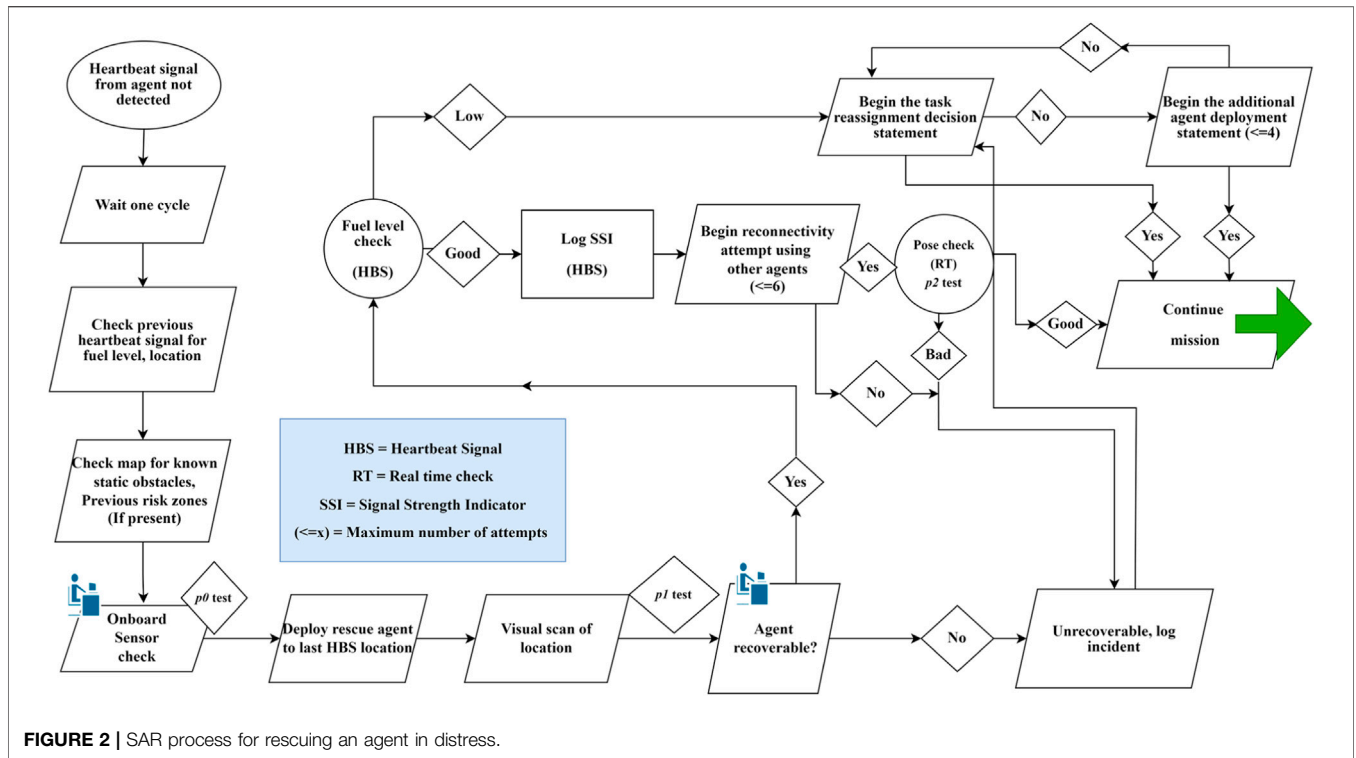 Heartbeat signal
from agent not
detected
Wait one cycle
Check previous
heartbeat signal for
fuel level, location
Check map for known
static obstacles,
Previous risk zones
(If present)
Onboard
Sensor
check
p0 test
Deploy rescue agent
to last HBS location
Visual scan of
location
p1 test
Agent
recoverable?
Yes
No
Unrecoverable, log
incident
Fuel level
check
(HBS)
Low
Good
Log SSI
(HBS)
Begin reconnectivity
attempt using
other agents
(<=6)
Yes
No
Pose check
(RT)
p2 test
Bad
Good
Begin the task
reassignment decision
statement
No
No
Begin the additional
agent deployment
statement (<=4)
Yes
Yes
Continue
mission
HBS = Heartbeat Signal
RT = Real time check
SSI = Signal Strength Indicator
(<=x) = Maximum number of attempts
FIGURE 2 | SAR process for rescuing an agent in distress.